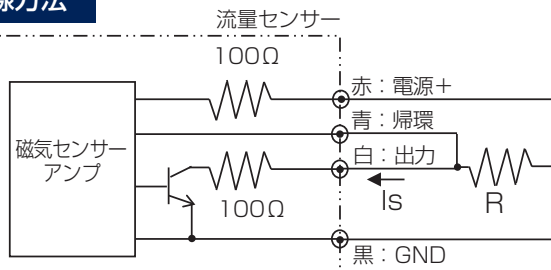 方法
流量センサー
100Ω
赤：電源＋
青：帰環
磁気センサー
アンプ
白：出力
Is
100Ω
R
黒：GND